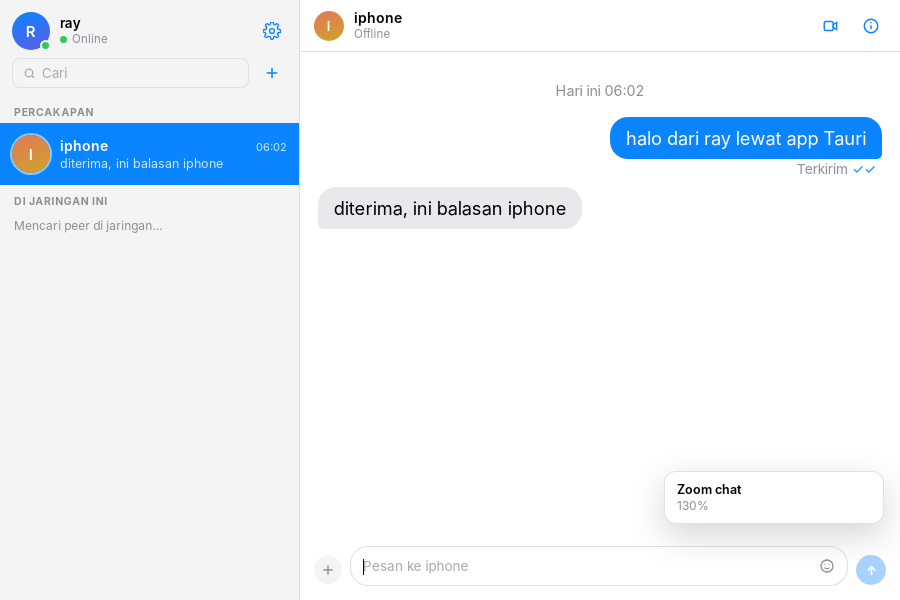 R
ray
Online
Cari
PERCAKAPAN
I
iphone
06:02
diterima, ini balasan iphone
DI JARINGAN INI
Mencari peer di jaringan...
I
iphone
Offline
Hari ini 06:02
halo dari ray lewat app Tauri
Terkirim
diterima, ini balasan iphone
Zoom chat
130%
Pesan ke iphone